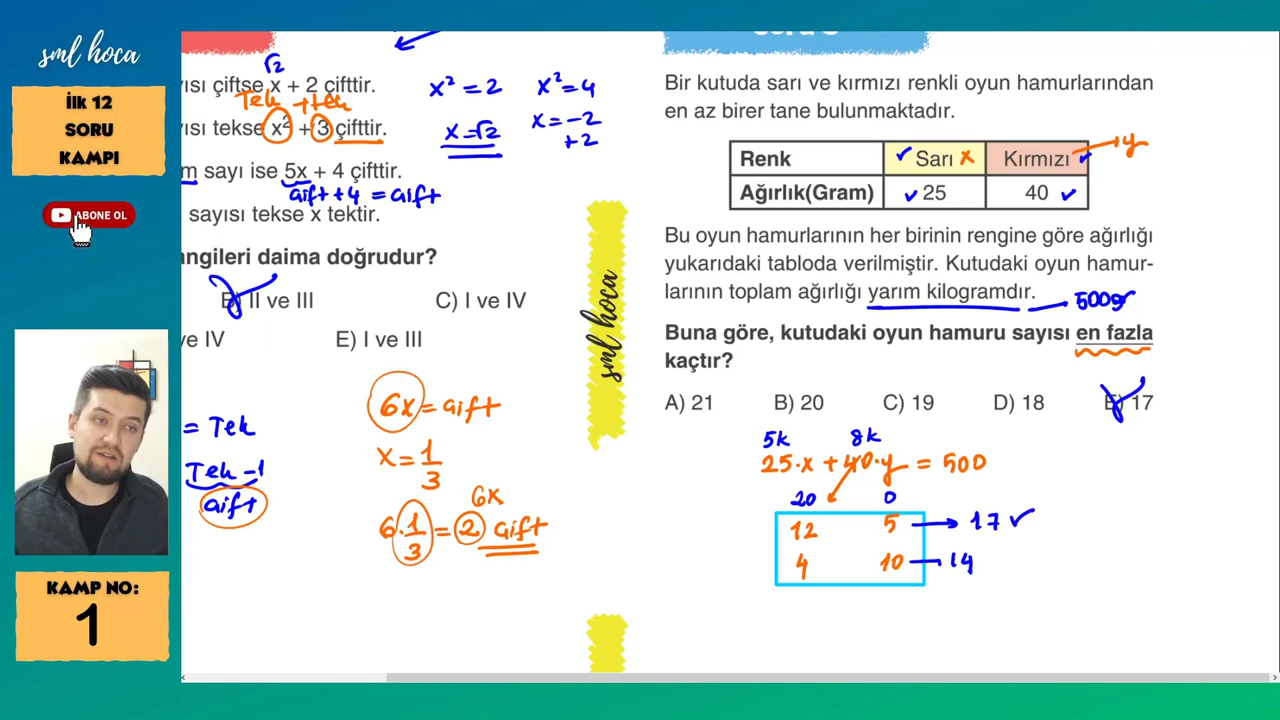 sml hoca
İlk 12
SORU
KAMPI
ABONE OL
KAMP NO:
1
√2
ısı çiftse x + 2 çifttir.
Tek + tek
ısı tekse x² + 3 çifttir.
m sayı ise 5x + 4 çifttir.
çift + 4 = çift
sayısı tekse x tektir.
angileri daima doğrudur?
B) II ve III
C) I ve IV
ve IV
E) I ve III
x² = 2
x² = 4
x = √2
x = -2
+2
= Tek
Tek - 1
çift
6x = çift
x = 1/3
6x
6 · 1/3 = 2 çift
sml hoca
Soru 8
Bir kutuda sarı ve kırmızı renkli oyun hamurlarından
en az birer tane bulunmaktadır.
Renk Sarı x Kırmızı y
Ağırlık(Gram) 25 40
Bu oyun hamurlarının her birinin rengine göre ağırlığı
yukarıdaki tabloda verilmiştir. Kutudaki oyun hamur-
larının toplam ağırlığı yarım kilogramdır. 500gr
Buna göre, kutudaki oyun hamuru sayısı en fazla
kaçtır?
A) 21 B) 20 C) 19 D) 18 E) 17
5k 8k
25·x + 40·y = 500
20 0
12 5 → 17 ✓
4 10 → 14